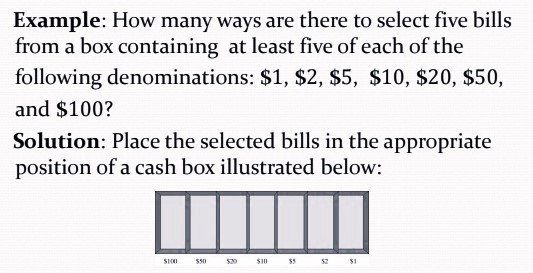 Example: How many ways are there to select five bills
from a box containing at least five of each of the
following denominations: $1, $2, $5, $10, $20, $50,
and $100?
Solution: Place the selected bills in the appropriate
position of a cash box illustrated below:
$100 $50 $20 $10 $5 $2 $1